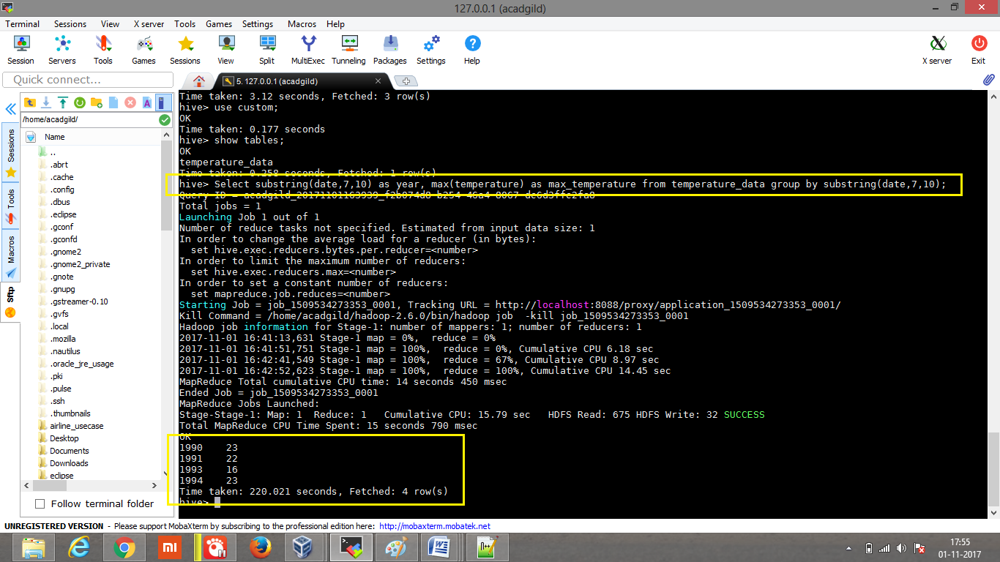 127.0.0.1 (acadgild)
Terminal Sessions View X server Tools Games Settings Macros Help
Session Servers Tools Games Sessions View Split MultiExec Tunneling Packages Settings Help X server Exit
Quick connect...
5. 127.0.0.1 (acadgild)
/home/acadgild/
Name
..
.abrt
.cache
.config
.dbus
.eclipse
.gconf
.gconfd
.gnome2
.gnome2_private
.gnote
.gnupg
.gstreamer-0.10
.gvfs
.local
.mozilla
.nautilus
.oracle_jre_usage
.pki
.pulse
.ssh
.thumbnails
airline_usecase
Desktop
Documents
Downloads
eclipse
Follow terminal folder
Sessions
Tools
Macros
Sftp
Time taken: 3.12 seconds, Fetched: 3 row(s)
hive> use custom;
OK
Time taken: 0.177 seconds
hive> show tables;
OK
temperature_data
Time taken: 0.258 seconds, Fetched: 1 row(s)
hive> Select substring(date,7,10) as year, max(temperature) as max_temperature from temperature_data group by substring(date,7,10);
Query ID =
Total jobs = 1
Launching Job 1 out of 1
Number of reduce tasks not specified. Estimated from input data size: 1
In order to change the average load for a reducer (in bytes):
set hive.exec.reducers.bytes.per.reducer=<number>
In order to limit the maximum number of reducers:
set hive.exec.reducers.max=<number>
In order to set a constant number of reducers:
set mapreduce.job.reduces=<number>
Starting Job = job_1509534273353_0001, Tracking URL = http://localhost:8088/proxy/application_1509534273353_0001/
Kill Command = /home/acadgild/hadoop-2.6.0/bin/hadoop job -kill job_1509534273353_0001
Hadoop job information for Stage-1: number of mappers: 1; number of reducers: 1
2017-11-01 16:41:13,631 Stage-1 map = 0%, reduce = 0%
2017-11-01 16:41:51,751 Stage-1 map = 100%, reduce = 0%, Cumulative CPU 6.18 sec
2017-11-01 16:42:41,549 Stage-1 map = 100%, reduce = 67%, Cumulative CPU 8.97 sec
2017-11-01 16:42:52,623 Stage-1 map = 100%, reduce = 100%, Cumulative CPU 14.45 sec
MapReduce Total cumulative CPU time: 14 seconds 450 msec
Ended Job = job_1509534273353_0001
MapReduce Jobs Launched:
Stage-Stage-1: Map: 1 Reduce: 1 Cumulative CPU: 15.79 sec HDFS Read: 675 HDFS Write: 32 SUCCESS
Total MapReduce CPU Time Spent: 15 seconds 790 msec
OK
1990 23
1991 22
1993 16
1994 23
Time taken: 220.021 seconds, Fetched: 4 row(s)
hive>
UNREGISTERED VERSION - Please support MobaXterm by subscribing to the professional edition here: http://mobaxterm.mobatek.net
17:55
01-11-2017